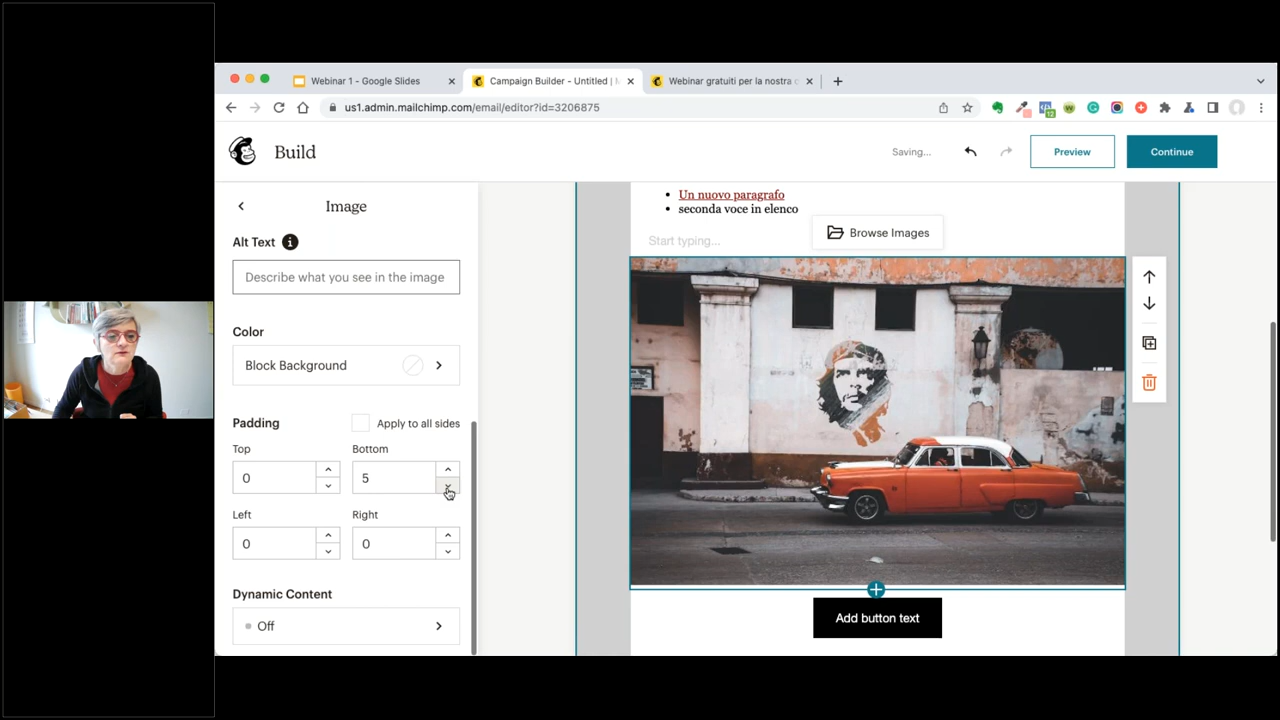 Webinar 1 - Google Slides
Campaign Builder - Untitled |
Webinar gratuiti per la nostra
us1.admin.mailchimp.com/email/editor?id=3206875
12
Build
Saving...
Preview
Continue
Image
Alt Text
Describe what you see in the image
Color
Block Background
Padding
Apply to all sides
Top
Bottom
0
5
Left
Right
0
0
Dynamic Content
Off
Un nuovo paragrafo
seconda voce in elenco
Start typing...
Browse Images
Add button text